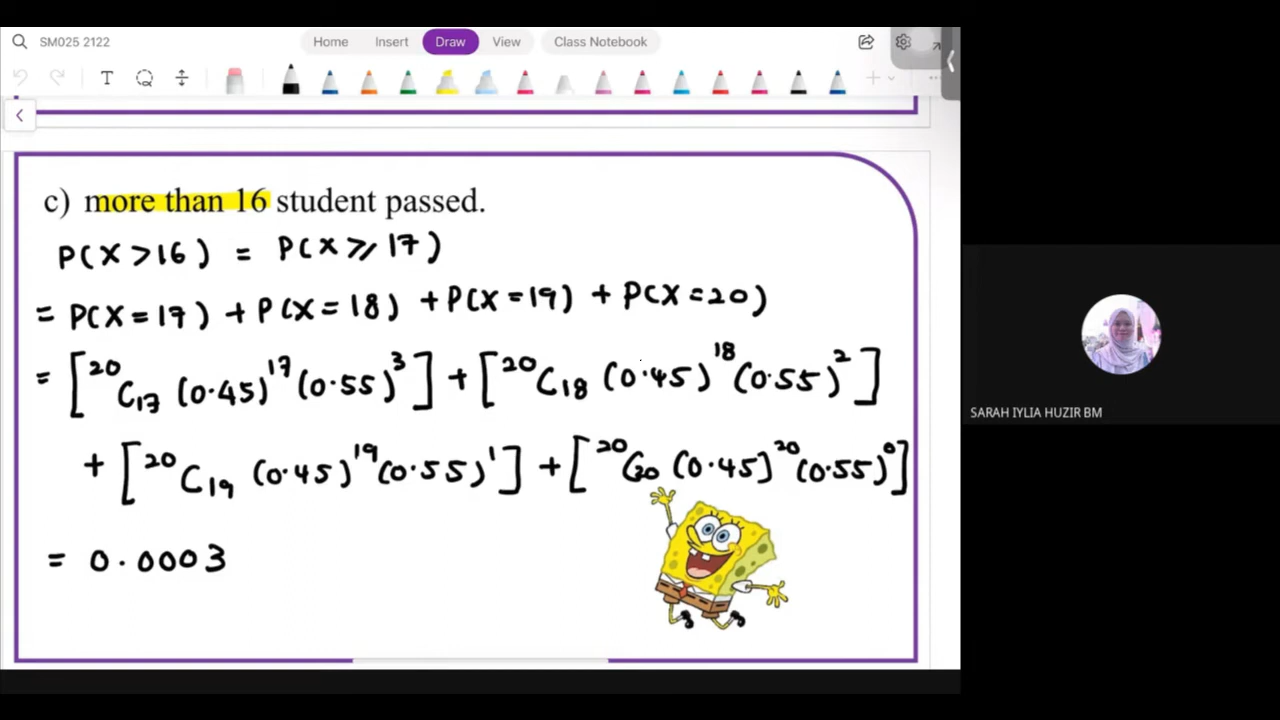 SM025 2122
Home Insert Draw View Class Notebook
T
c) more than 16 student passed.
P(X > 16) = P(X ⩾ 17)
= P(X = 17) + P(X = 18) + P(X = 19) + P(X = 20)
= [²⁰C₁₇ (0.45)¹⁷ (0.55)³] + [²⁰C₁₈ (0.45)¹⁸ (0.55)²]
+ [²⁰C₁₉ (0.45)¹⁹ (0.55)¹] + [²⁰C₂₀ (0.45)²⁰ (0.55)⁰]
= 0.0003
SARAH IYLIA HUZIR BM